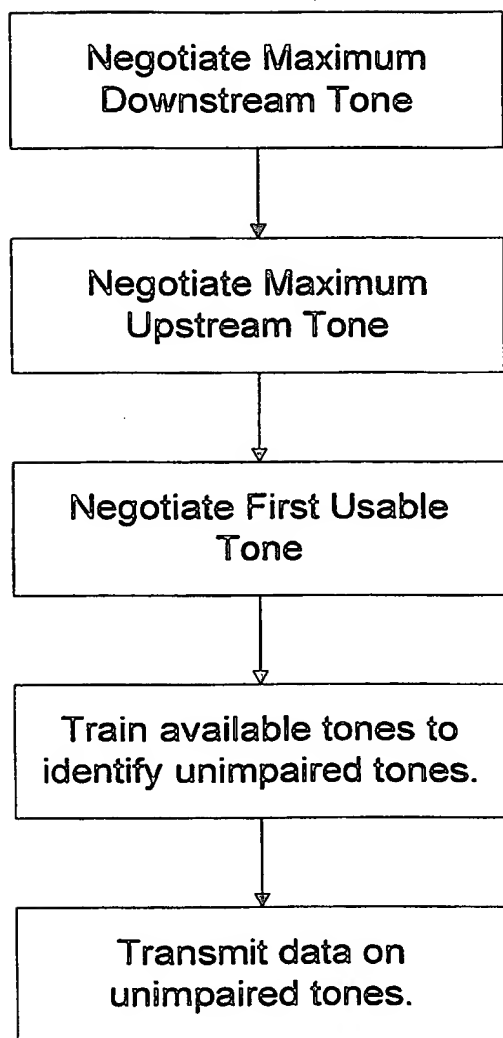 Negotiate Maximum
Downstream Tone
Negotiate Maximum
Upstream Tone
Negotiate First Usable
Tone
Train available tones to
identify unimpaired tones.
Transmit data on
unimpaired tones.